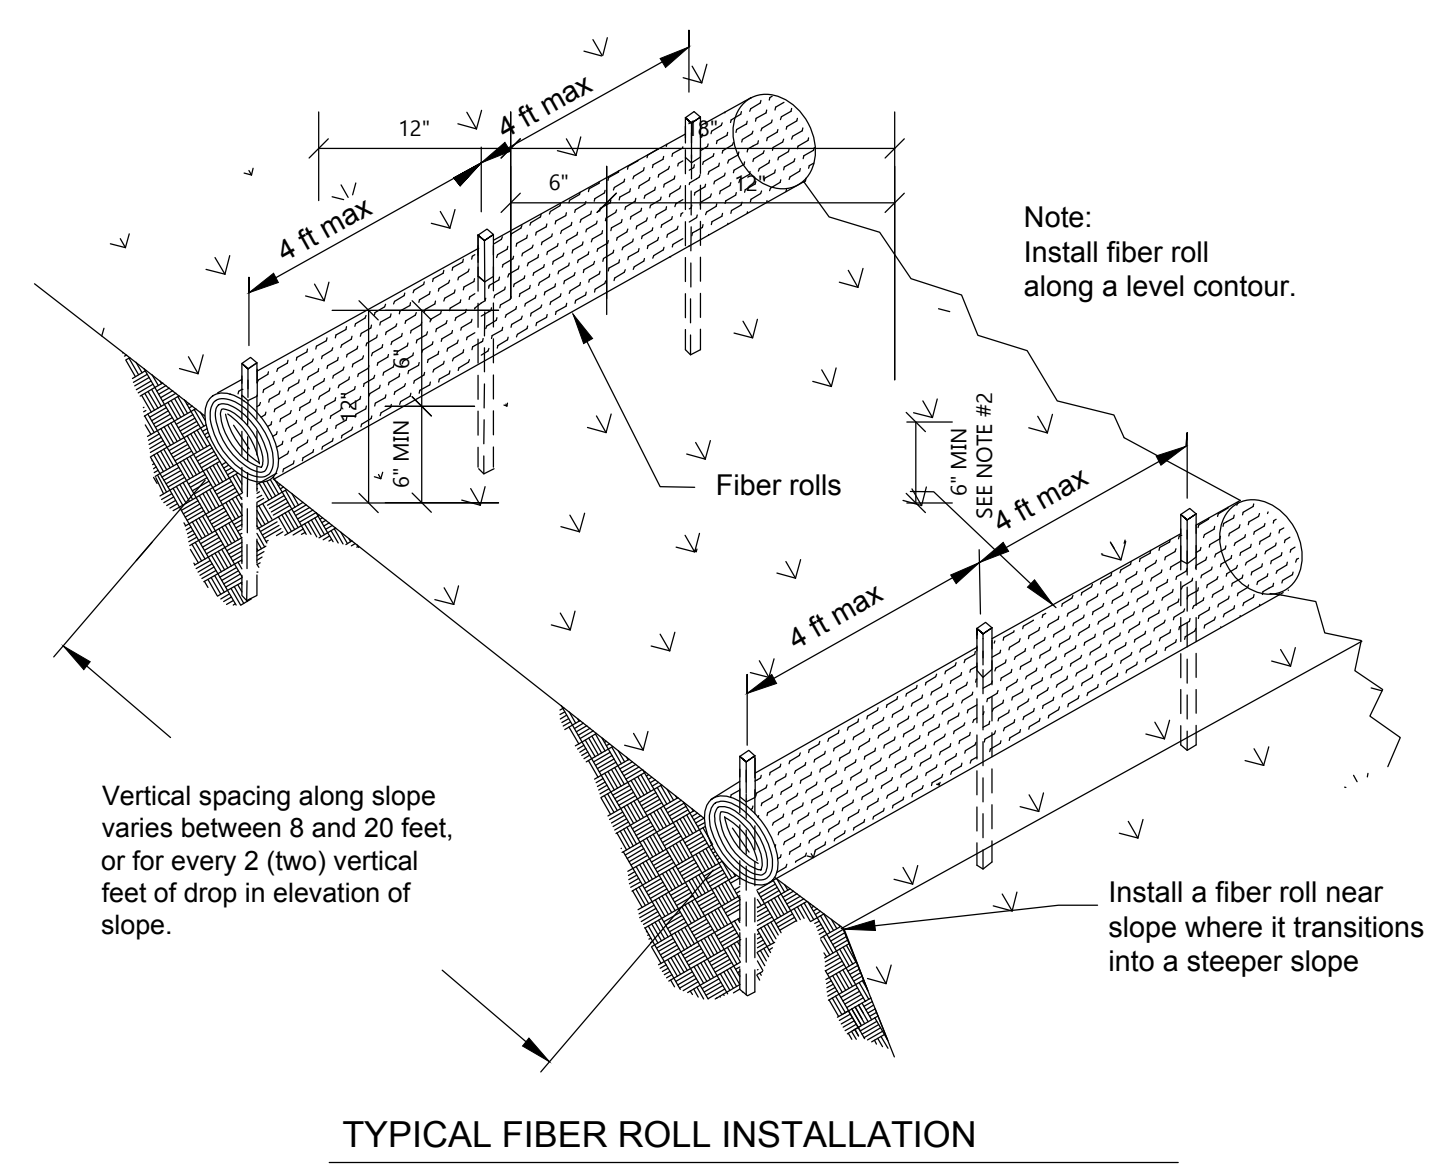 4 ft max
12"
18"
6"
12"
4 ft max
Note:
Install fiber roll
along a level contour.
6"
12"
6" MIN
6" MIN
SEE NOTE #2
Fiber rolls
4 ft max
4 ft max
Vertical spacing along slope
varies between 8 and 20 feet,
or for every 2 (two) vertical
feet of drop in elevation of
slope.
Install a fiber roll near
slope where it transitions
into a steeper slope
TYPICAL FIBER ROLL INSTALLATION